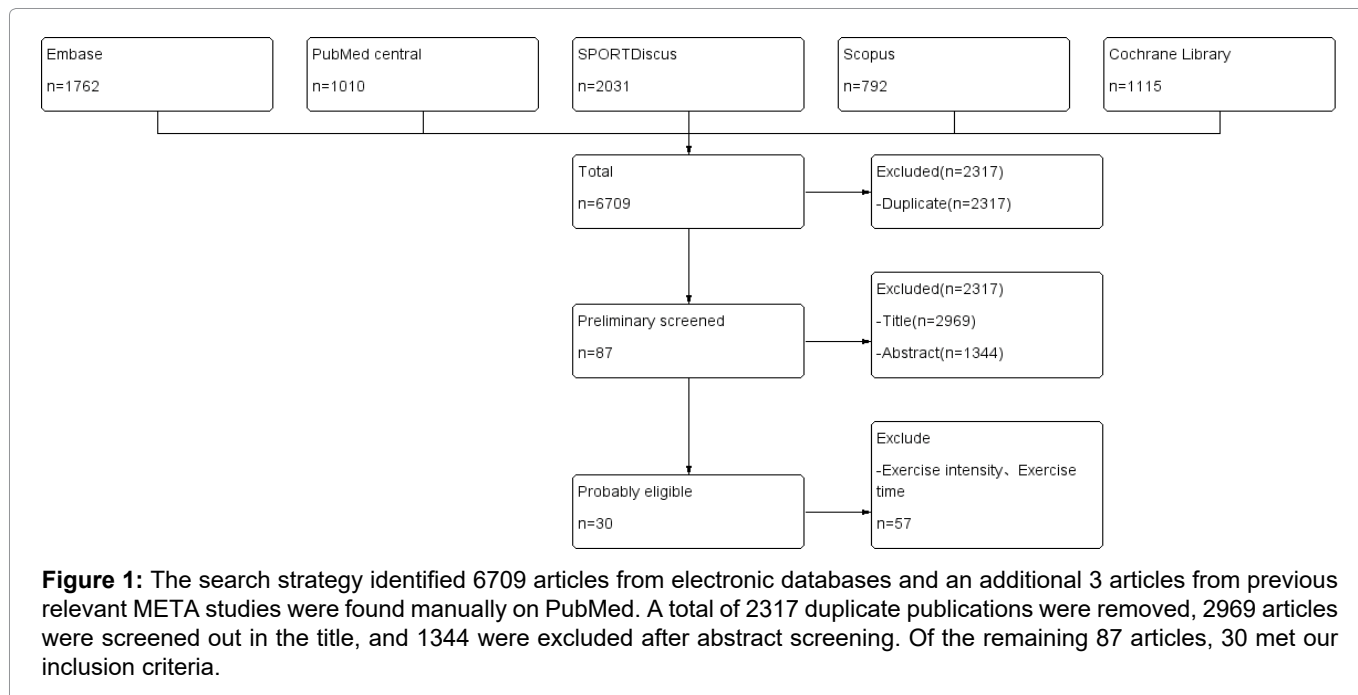 Embase
n=1762
PubMed central
n=1010
SPORTDiscus
n=2031
Scopus
n=792
Cochrane Library
n=1115
Total
n=6709
Excluded(n=2317)
-Duplicate(n=2317)
Preliminary screened
n=87
Excluded(n=2317)
-Title(n=2969)
-Abstract(n=1344)
Probably eligible
n=30
Exclude
-Exercise intensity、Exercise
time
n=57
Figure 1: The search strategy identified 6709 articles from electronic databases and an additional 3 articles from previous
relevant META studies were found manually on PubMed. A total of 2317 duplicate publications were removed, 2969 articles
were screened out in the title, and 1344 were excluded after abstract screening. Of the remaining 87 articles, 30 met our
inclusion criteria.